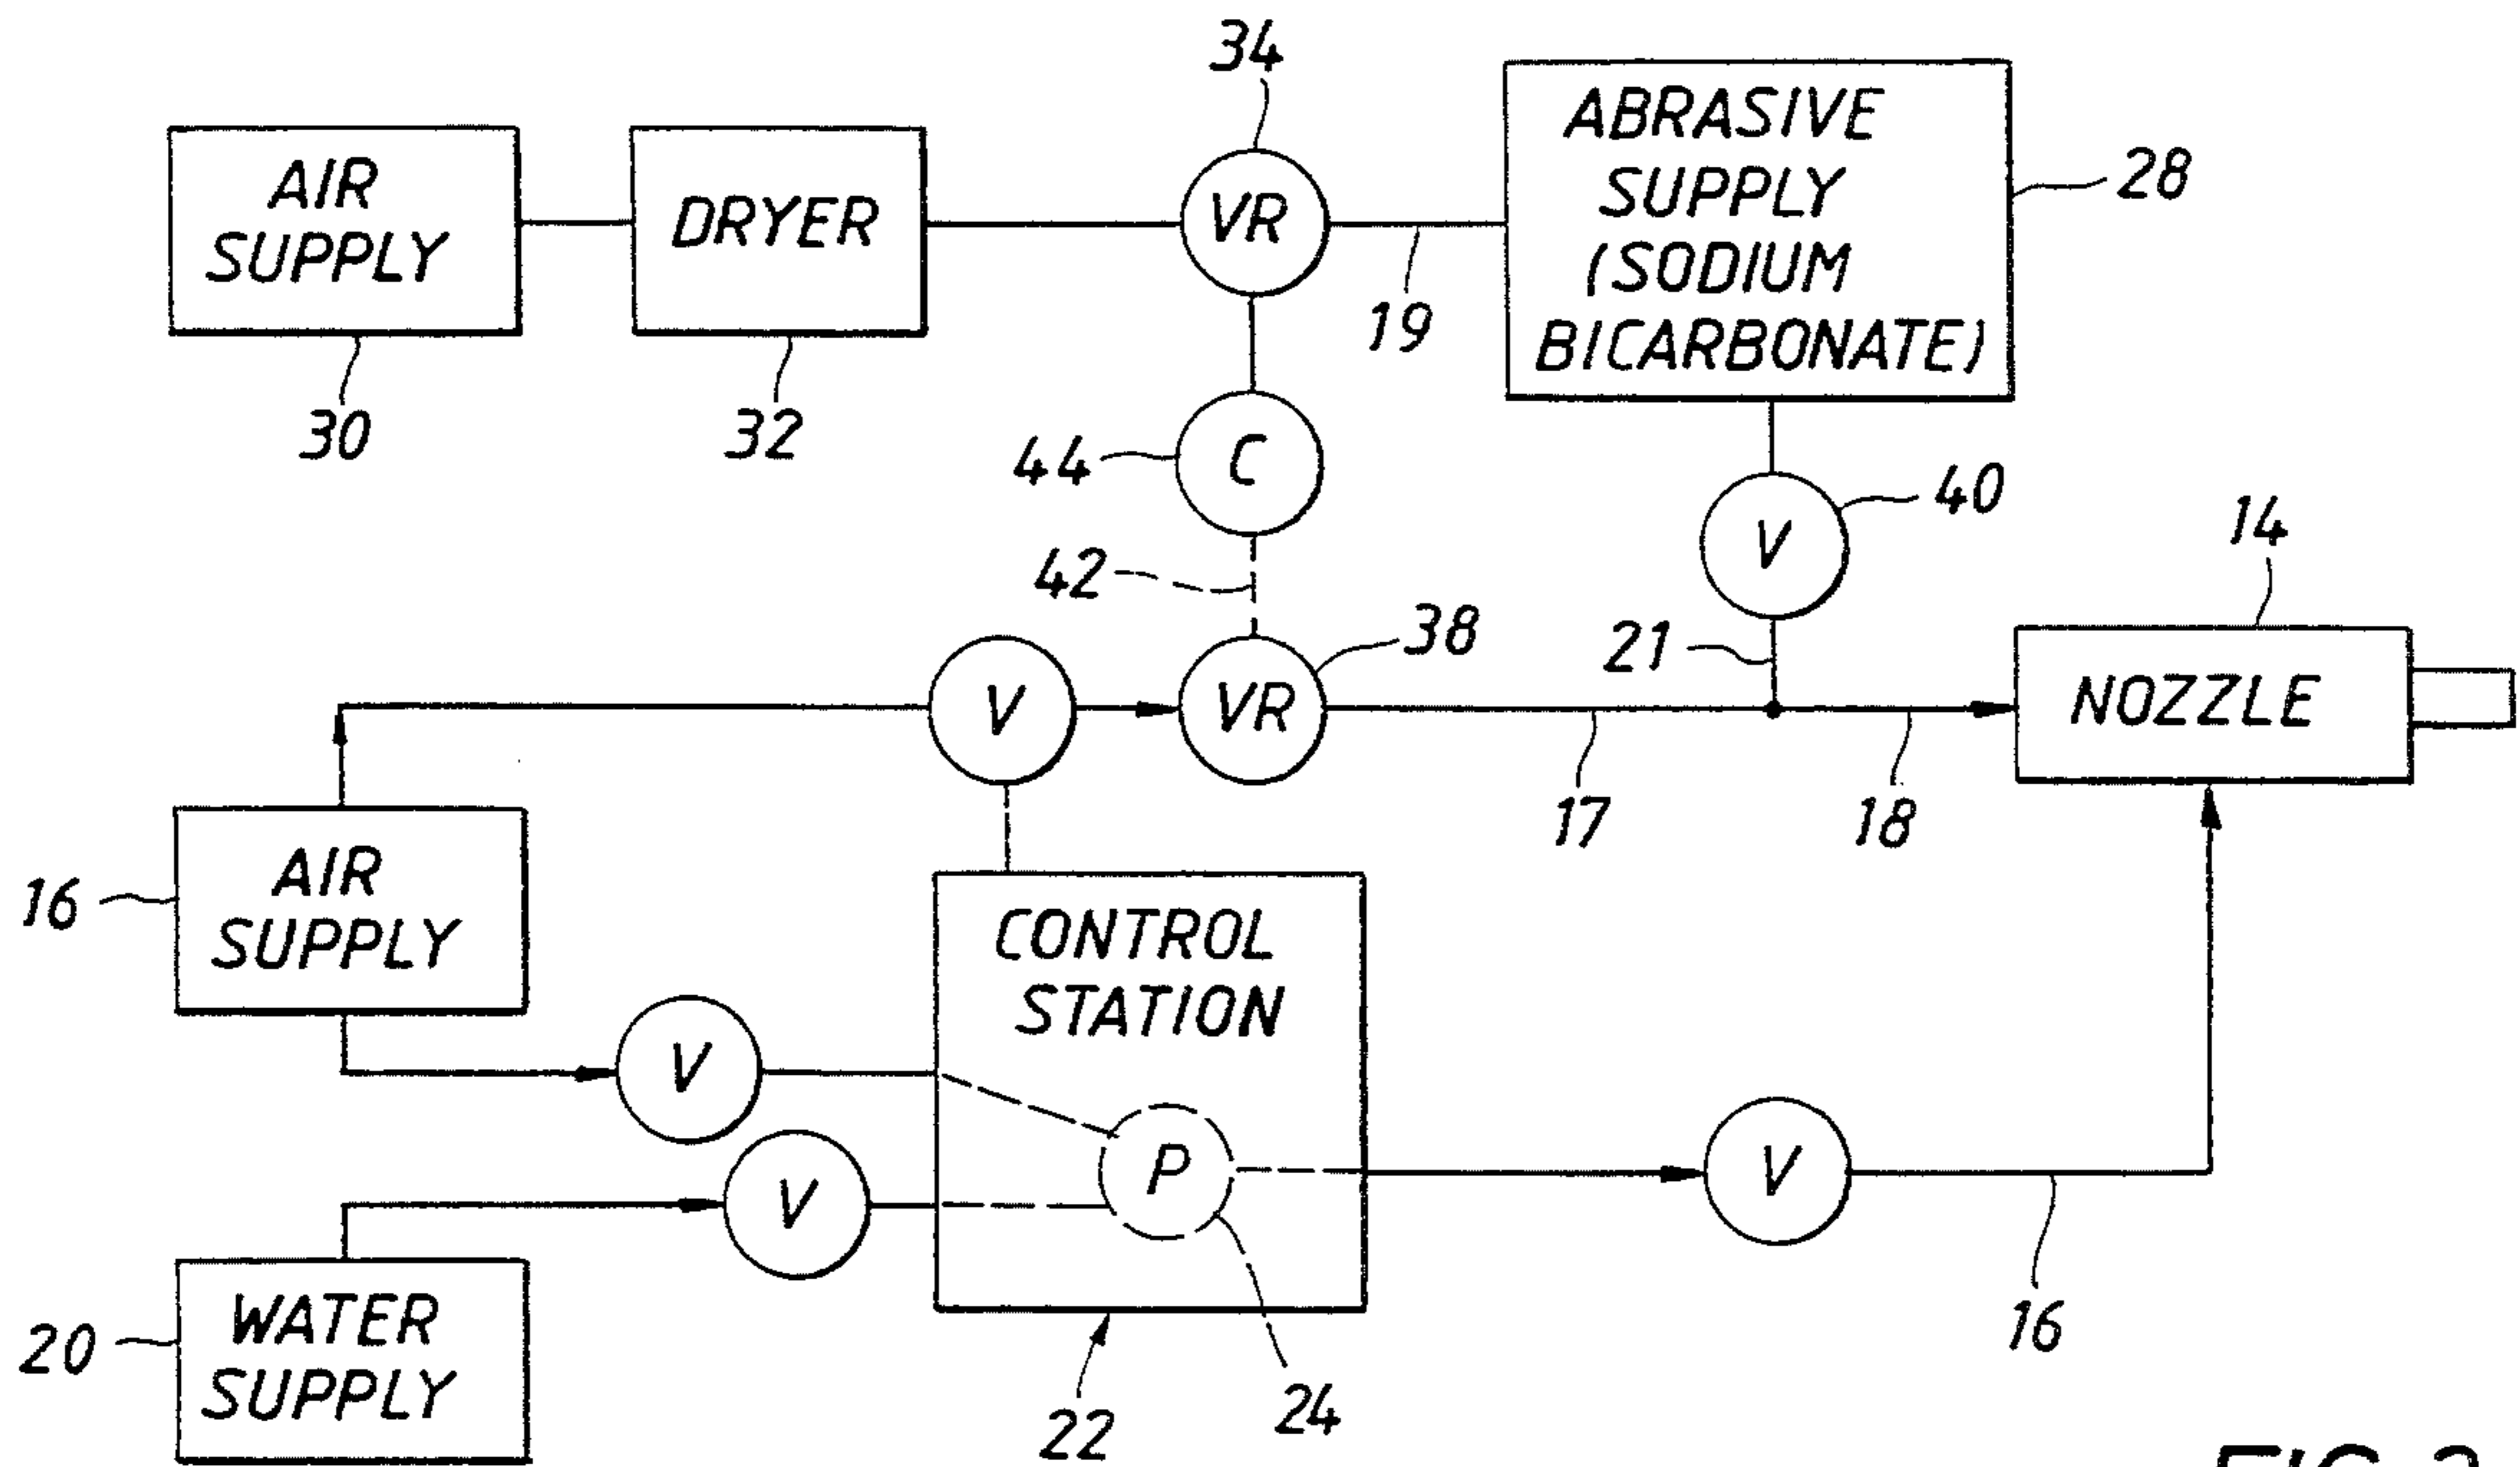 34
AIR
SUPPLY
30
DRYER
32
VR
19
ABRASIVE
SUPPLY
(SODIUM
BICARBONATE)
28
C
44
42
V
40
21
14
NOZZLE
V
VR
38
17
18
16
AIR
SUPPLY
CONTROL
STATION
V
V
P
V
16
20
WATER
SUPPLY
22
24